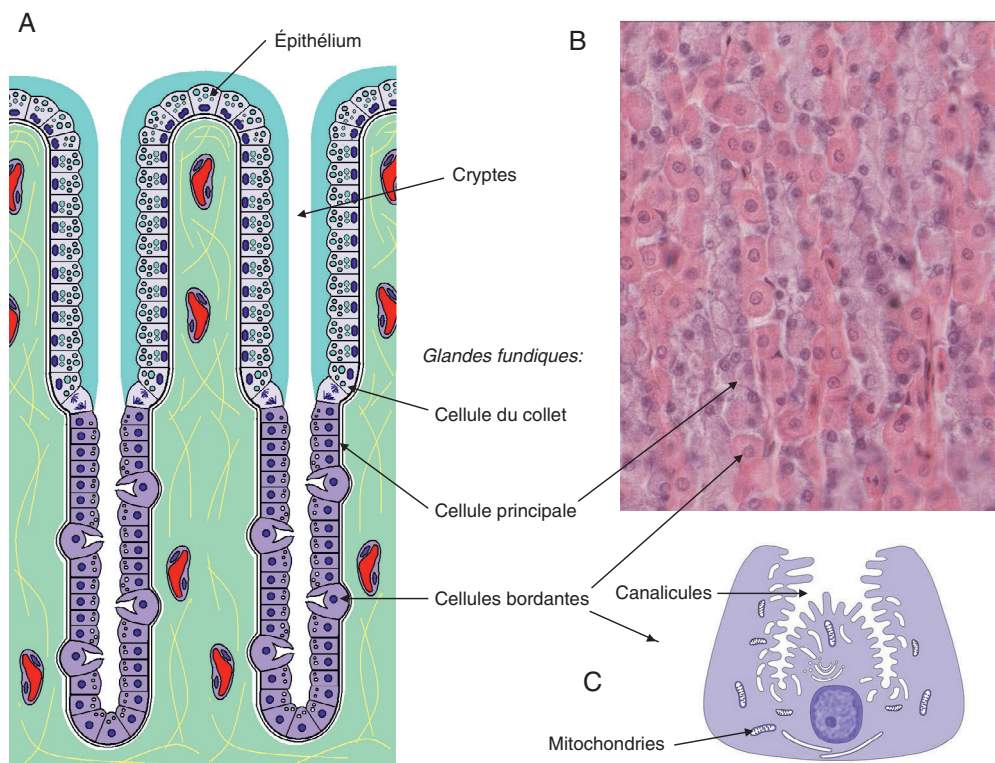 A
Épithélium
B
Cryptes
Glandes fundiques:
Cellule du collet
Cellule principale
Cellules bordantes
Canalicules
C
Mitochondries